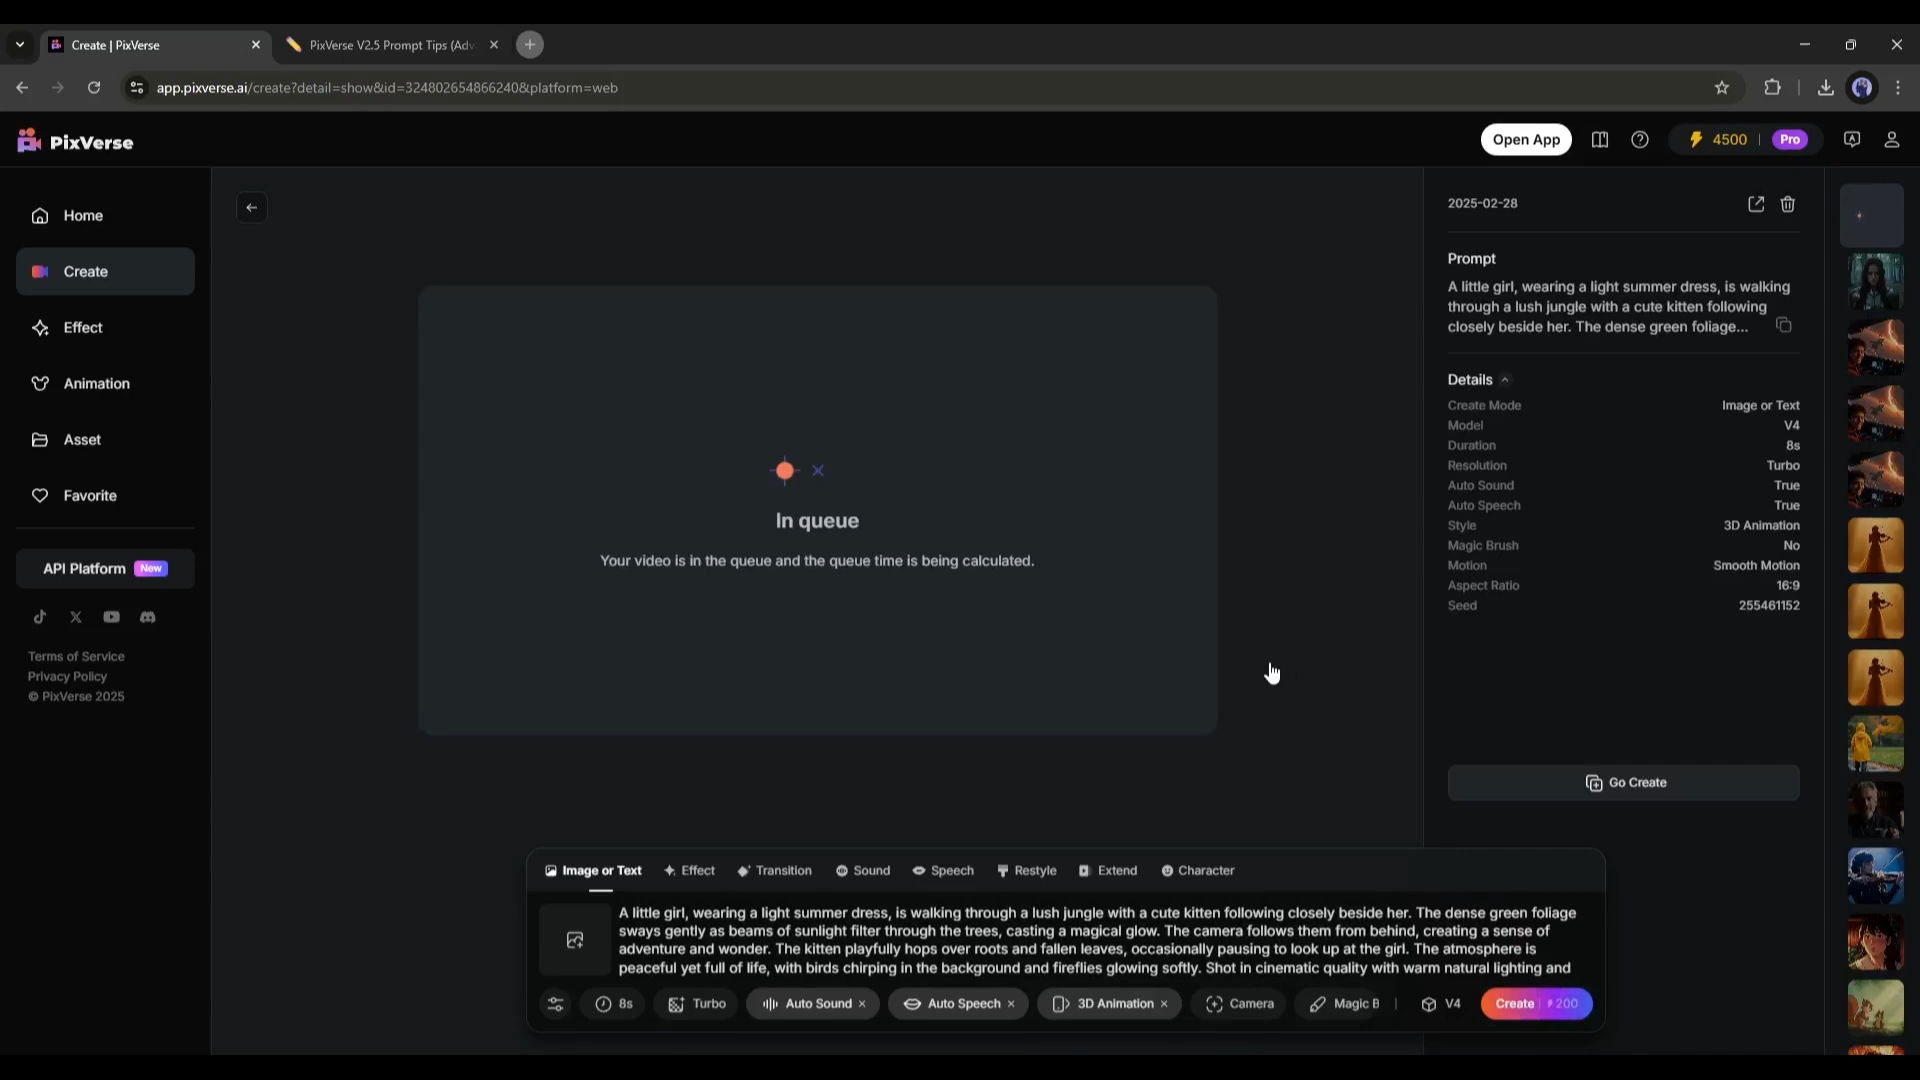 Create | PixVerse
PixVerse V2.5 Prompt Tips (Adv
app.pixverse.ai/create?detail=show&id=324802654866240&platform=web
PixVerse
Open App
4500
Pro
Home
Create
Effect
Animation
Asset
Favorite
API Platform New
Terms of Service
Privacy Policy
© PixVerse 2025
In queue
Your video is in the queue and the queue time is being calculated.
2025-02-28
Prompt
A little girl, wearing a light summer dress, is walking
through a lush jungle with a cute kitten following
closely beside her. The dense green foliage...
Details
Create Mode Image or Text
Model V4
Duration 8s
Resolution Turbo
Auto Sound True
Auto Speech True
Style 3D Animation
Magic Brush No
Motion Smooth Motion
Aspect Ratio 16:9
Seed 255461152
Go Create
Image or Text Effect Transition Sound Speech Restyle Extend Character
A little girl, wearing a light summer dress, is walking through a lush jungle with a cute kitten following closely beside her. The dense green foliage
sways gently as beams of sunlight filter through the trees, casting a magical glow. The camera follows them from behind, creating a sense of
adventure and wonder. The kitten playfully hops over roots and fallen leaves, occasionally pausing to look up at the girl. The atmosphere is
peaceful yet full of life, with birds chirping in the background and fireflies glowing softly. Shot in cinematic quality with warm natural lighting and
8s Turbo Auto Sound Auto Speech 3D Animation Camera Magic B V4 Create 200